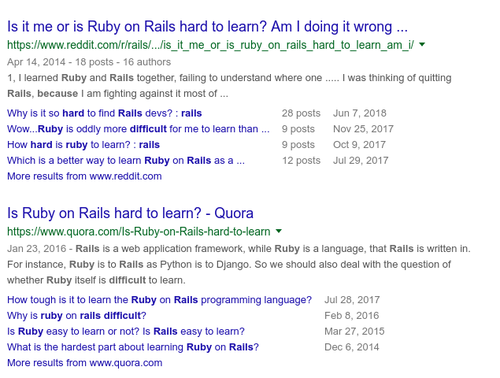 Is it me or is Ruby on Rails hard to learn? Am I doing it wrong ...
https://www.reddit.com/r/rails/.../is_it_me_or_is_ruby_on_rails_hard_to_learn_am_i/
Apr 14, 2014 - 18 posts - 16 authors
1, I learned Ruby and Rails together, failing to understand where one ..... I was thinking of quitting
Rails, because I am fighting against it most of ...
Why is it so hard to find Rails devs? : rails 28 posts Jun 7, 2018
Wow...Ruby is oddly more difficult for me to learn than ... 9 posts Nov 25, 2017
How hard is ruby to learn? : rails 9 posts Oct 9, 2017
Which is a better way to learn Ruby on Rails as a ... 12 posts Jul 29, 2017
More results from www.reddit.com
Is Ruby on Rails hard to learn? - Quora
https://www.quora.com/Is-Ruby-on-Rails-hard-to-learn
Jan 23, 2016 - Rails is a web application framework, while Ruby is a language, that Rails is written in.
For instance, Ruby is to Rails as Python is to Django. So we should also deal with the question of
whether Ruby itself is difficult to learn.
How tough is it to learn the Ruby on Rails programming language? Jul 28, 2017
Why is ruby on rails difficult? Feb 8, 2016
Is Ruby easy to learn or not? Is Rails easy to learn? Mar 27, 2015
What is the hardest part about learning Ruby on Rails? Dec 6, 2014
More results from www.quora.com